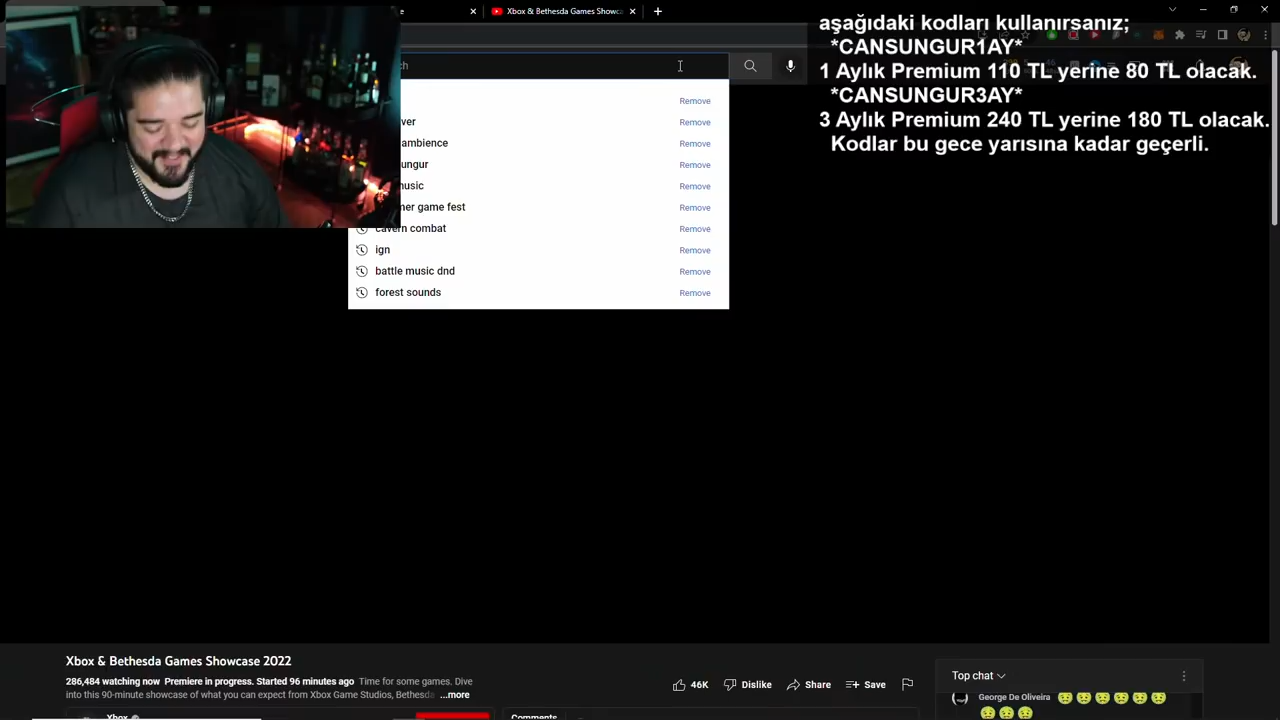 Xbox & Bethesda Games Showca
aşağıdaki kodları kullanırsanız;
*CANSUNGUR1AY*
1 Aylık Premium 110 TL yerine 80 TL olacak.
*CANSUNGUR3AY*
3 Aylık Premium 240 TL yerine 180 TL olacak.
Kodlar bu gece yarısına kadar geçerli.
ch
Remove
ver Remove
ambience Remove
ungur Remove
music Remove
mer game fest Remove
cavern combat Remove
ign Remove
battle music dnd Remove
forest sounds Remove
Xbox & Bethesda Games Showcase 2022
286,484 watching now Premiere in progress. Started 96 minutes ago Time for some games. Dive
into this 90-minute showcase of what you can expect from Xbox Game Studios, Bethesda ...more
46K Dislike Share Save
Top chat
George De Oliveira
Xbox
Comments